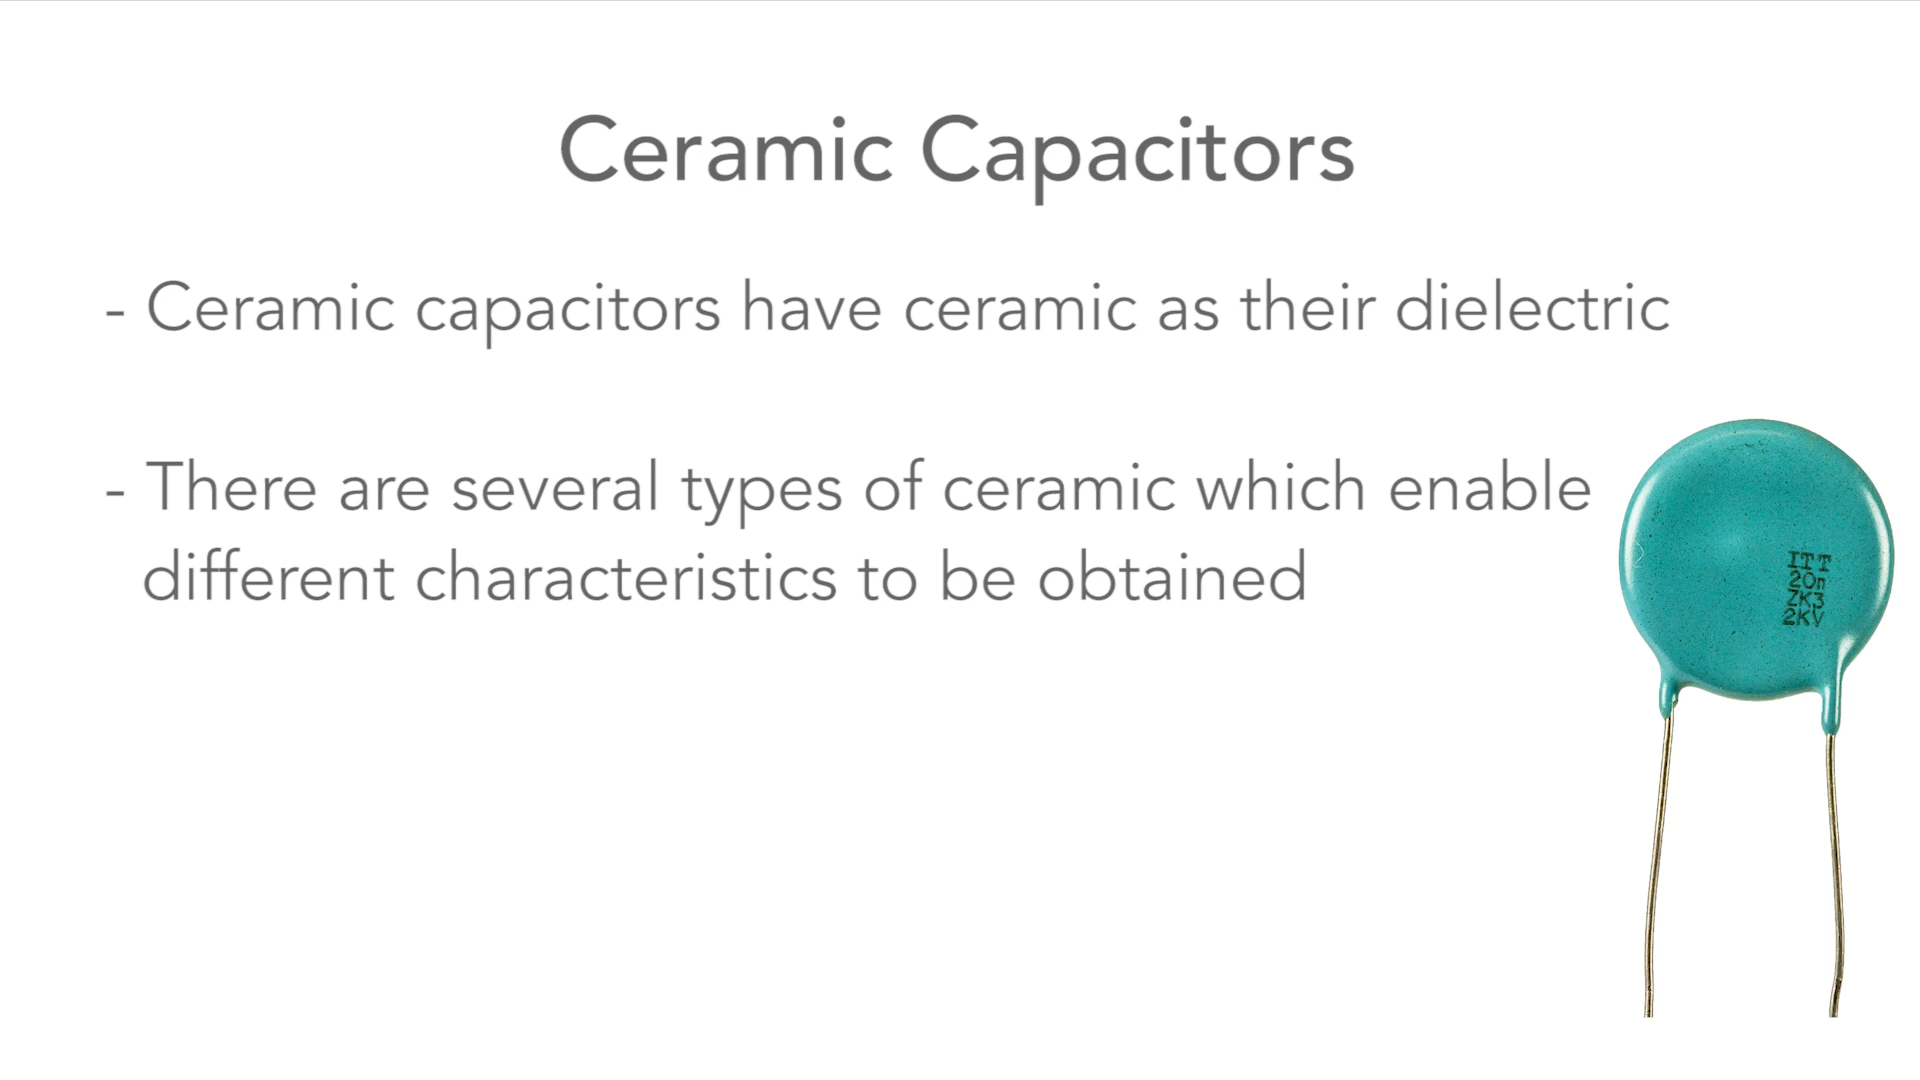 Ceramic Capacitors
- Ceramic capacitors have ceramic as their dielectric
- There are several types of ceramic which enable
different characteristics to be obtained
ITT
20n
ZK3
2KV